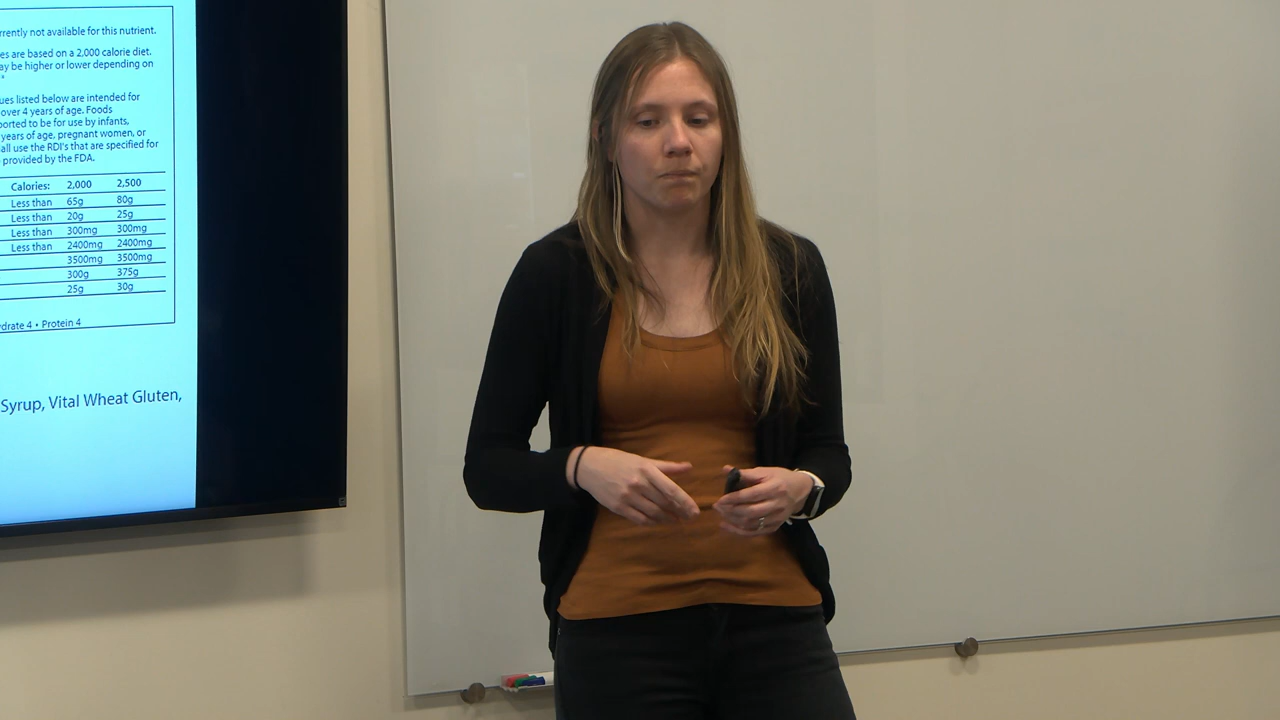 rrently not available for this nutrient.
es are based on a 2,000 calorie diet.
ay be higher or lower depending on
ues listed below are intended for
over 4 years of age. Foods
ported to be for use by infants,
years of age, pregnant women, or
all use the RDI's that are specified for
provided by the FDA.
Calories: 2,000 2,500
Less than 65g 80g
Less than 20g 25g
Less than 300mg 300mg
Less than 2400mg 2400mg
3500mg 3500mg
300g 375g
25g 30g
drate 4 • Protein 4
Syrup, Vital Wheat Gluten,